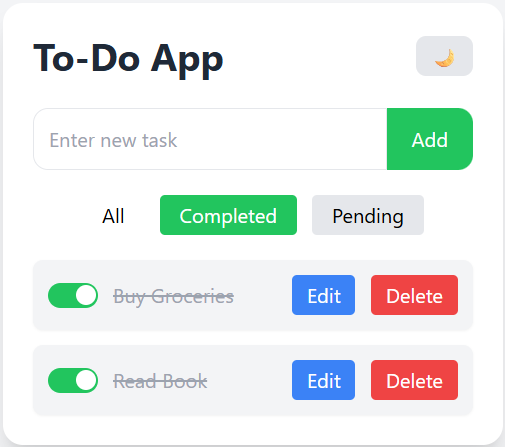 To-Do App
Enter new task Add
All Completed Pending
Buy Groceries Edit Delete
Read Book Edit Delete